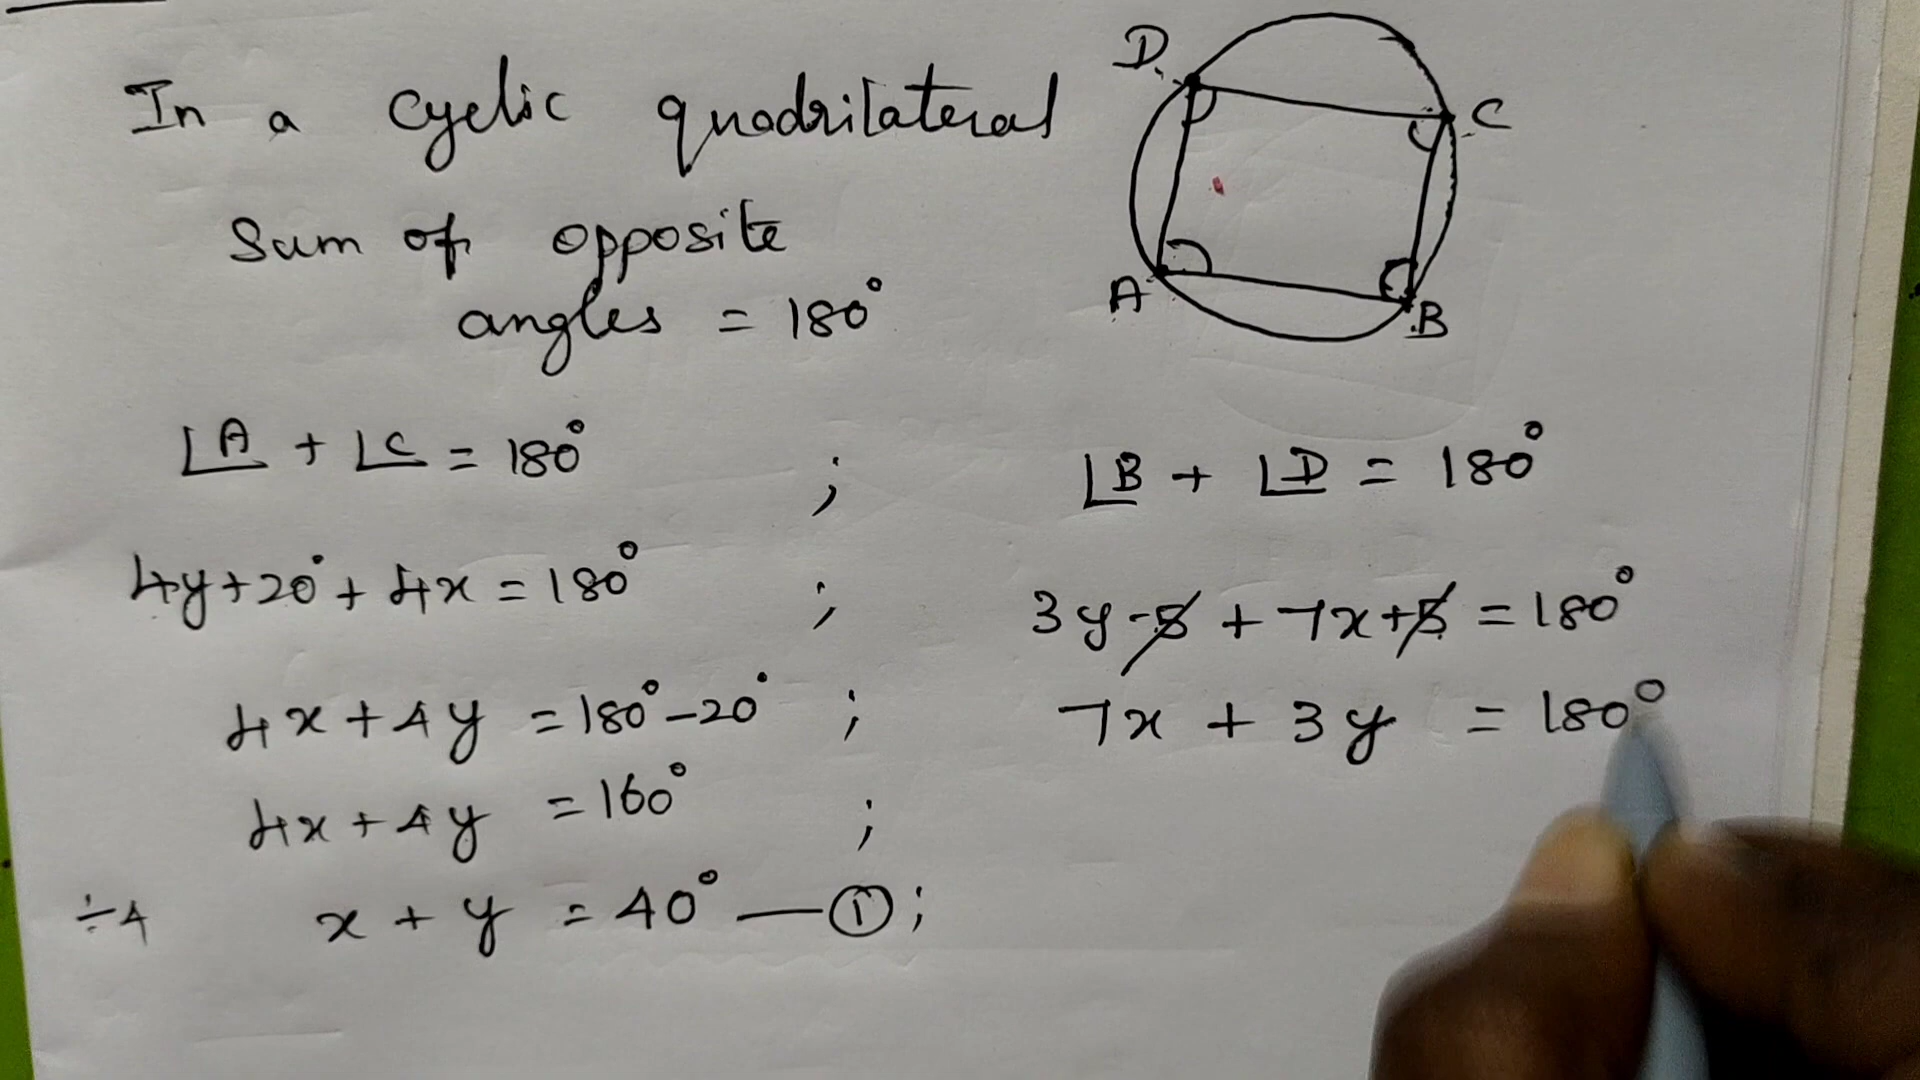 In a cyclic quadrilateral
Sum of opposite
angles = 180°
D
C
A
B
∠A + ∠C = 180° ; ∠B + ∠D = 180°
4y+20°+4x = 180° ; 3y-5+7x+5 = 180°
4x+4y = 180°-20° ; 7x + 3y = 180°
4x+4y = 160° ;
÷4 x + y = 40° — ① ;